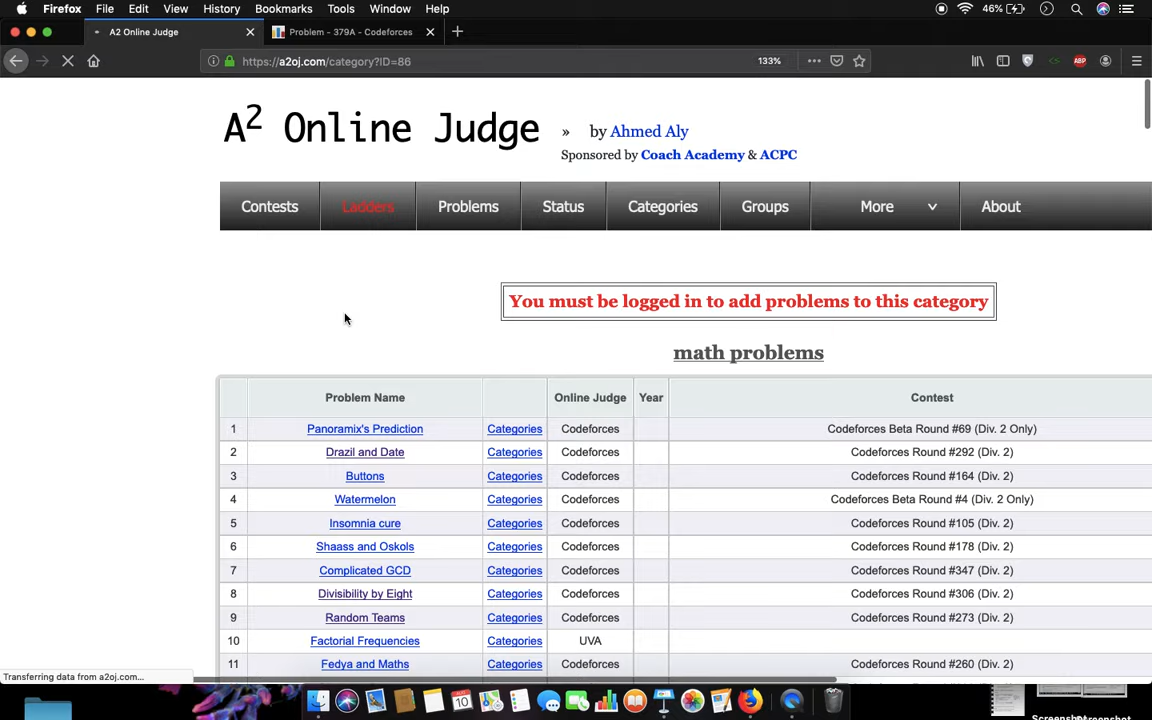 Firefox File Edit View History Bookmarks Tools Window Help 46%
A2 Online Judge
Problem - 379A - Codeforces
https://a2oj.com/category?ID=86 133% ABP
A2 Online Judge » by Ahmed Aly
Sponsored by Coach Academy & ACPC
Contests Ladders Problems Status Categories Groups More About
You must be logged in to add problems to this category
math problems
Problem Name Online Judge Year Contest
1 Panoramix's Prediction Categories Codeforces Codeforces Beta Round #69 (Div. 2 Only)
2 Drazil and Date Categories Codeforces Codeforces Round #292 (Div. 2)
3 Buttons Categories Codeforces Codeforces Round #164 (Div. 2)
4 Watermelon Categories Codeforces Codeforces Beta Round #4 (Div. 2 Only)
5 Insomnia cure Categories Codeforces Codeforces Round #105 (Div. 2)
6 Shaass and Oskols Categories Codeforces Codeforces Round #178 (Div. 2)
7 Complicated GCD Categories Codeforces Codeforces Round #347 (Div. 2)
8 Divisibility by Eight Categories Codeforces Codeforces Round #306 (Div. 2)
9 Random Teams Categories Codeforces Codeforces Round #273 (Div. 2)
10 Factorial Frequencies Categories UVA
11 Fedya and Maths Categories Codeforces Codeforces Round #260 (Div. 2)
Transferring data from a2oj.com...
10